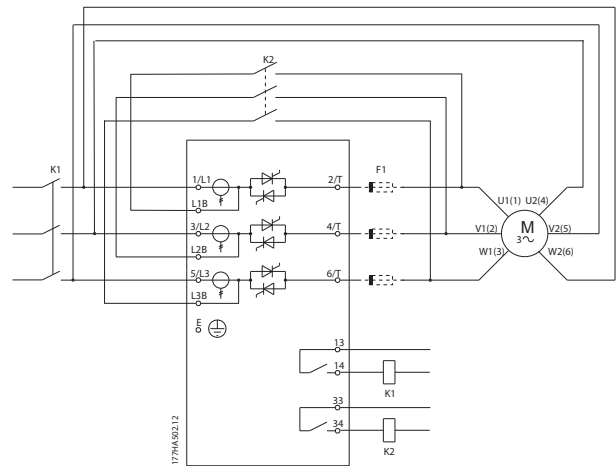 K2
K1
1/L1
2/T
F1
L1B
U1(1) U2(4)
3/L2
4/T
V1(2)
M
3~
V2(5)
L2B
W1(3)
W2(6)
5/L3
6/T
L3B
E
13
14
K1
33
34
K2
177HA502.12